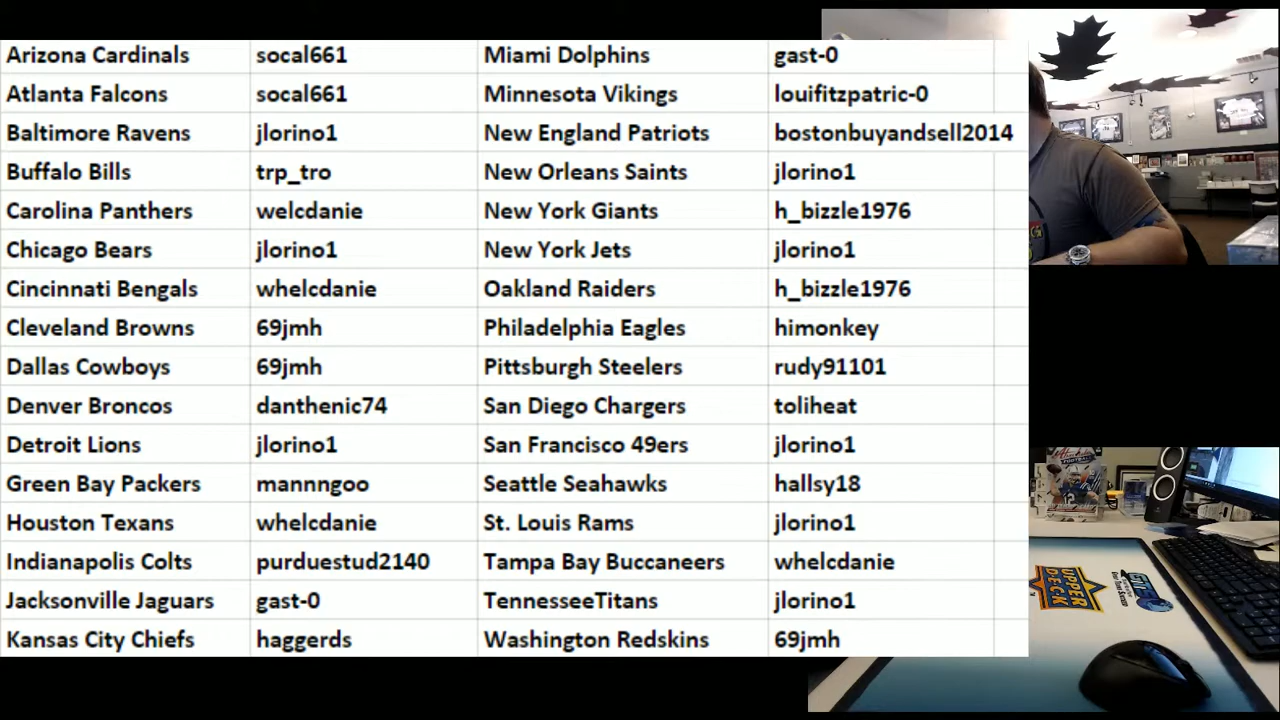 Arizona Cardinals socal661 Miami Dolphins gast-0
Atlanta Falcons socal661 Minnesota Vikings louifitzpatric-0
Baltimore Ravens jlorino1 New England Patriots bostonbuyandsell2014
Buffalo Bills trp_tro New Orleans Saints jlorino1
Carolina Panthers welcdanie New York Giants h_bizzle1976
Chicago Bears jlorino1 New York Jets jlorino1
Cincinnati Bengals whelcdanie Oakland Raiders h_bizzle1976
Cleveland Browns 69jmh Philadelphia Eagles himonkey
Dallas Cowboys 69jmh Pittsburgh Steelers rudy91101
Denver Broncos danthenic74 San Diego Chargers toliheat
Detroit Lions jlorino1 San Francisco 49ers jlorino1
Green Bay Packers mannngoo Seattle Seahawks hallsy18
Houston Texans whelcdanie St. Louis Rams jlorino1
Indianapolis Colts purduestud2140 Tampa Bay Buccaneers whelcdanie
Jacksonville Jaguars gast-0 TennesseeTitans jlorino1
Kansas City Chiefs haggerds Washington Redskins 69jmh
UPPER
DECK